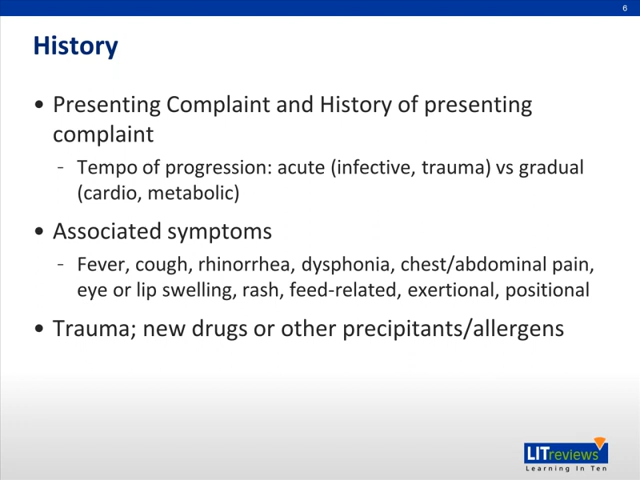 6
History
• Presenting Complaint and History of presenting
complaint
- Tempo of progression: acute (infective, trauma) vs gradual
(cardio, metabolic)
• Associated symptoms
- Fever, cough, rhinorrhea, dysphonia, chest/abdominal pain,
eye or lip swelling, rash, feed-related, exertional, positional
• Trauma; new drugs or other precipitants/allergens
LITreviews
Learning In Ten